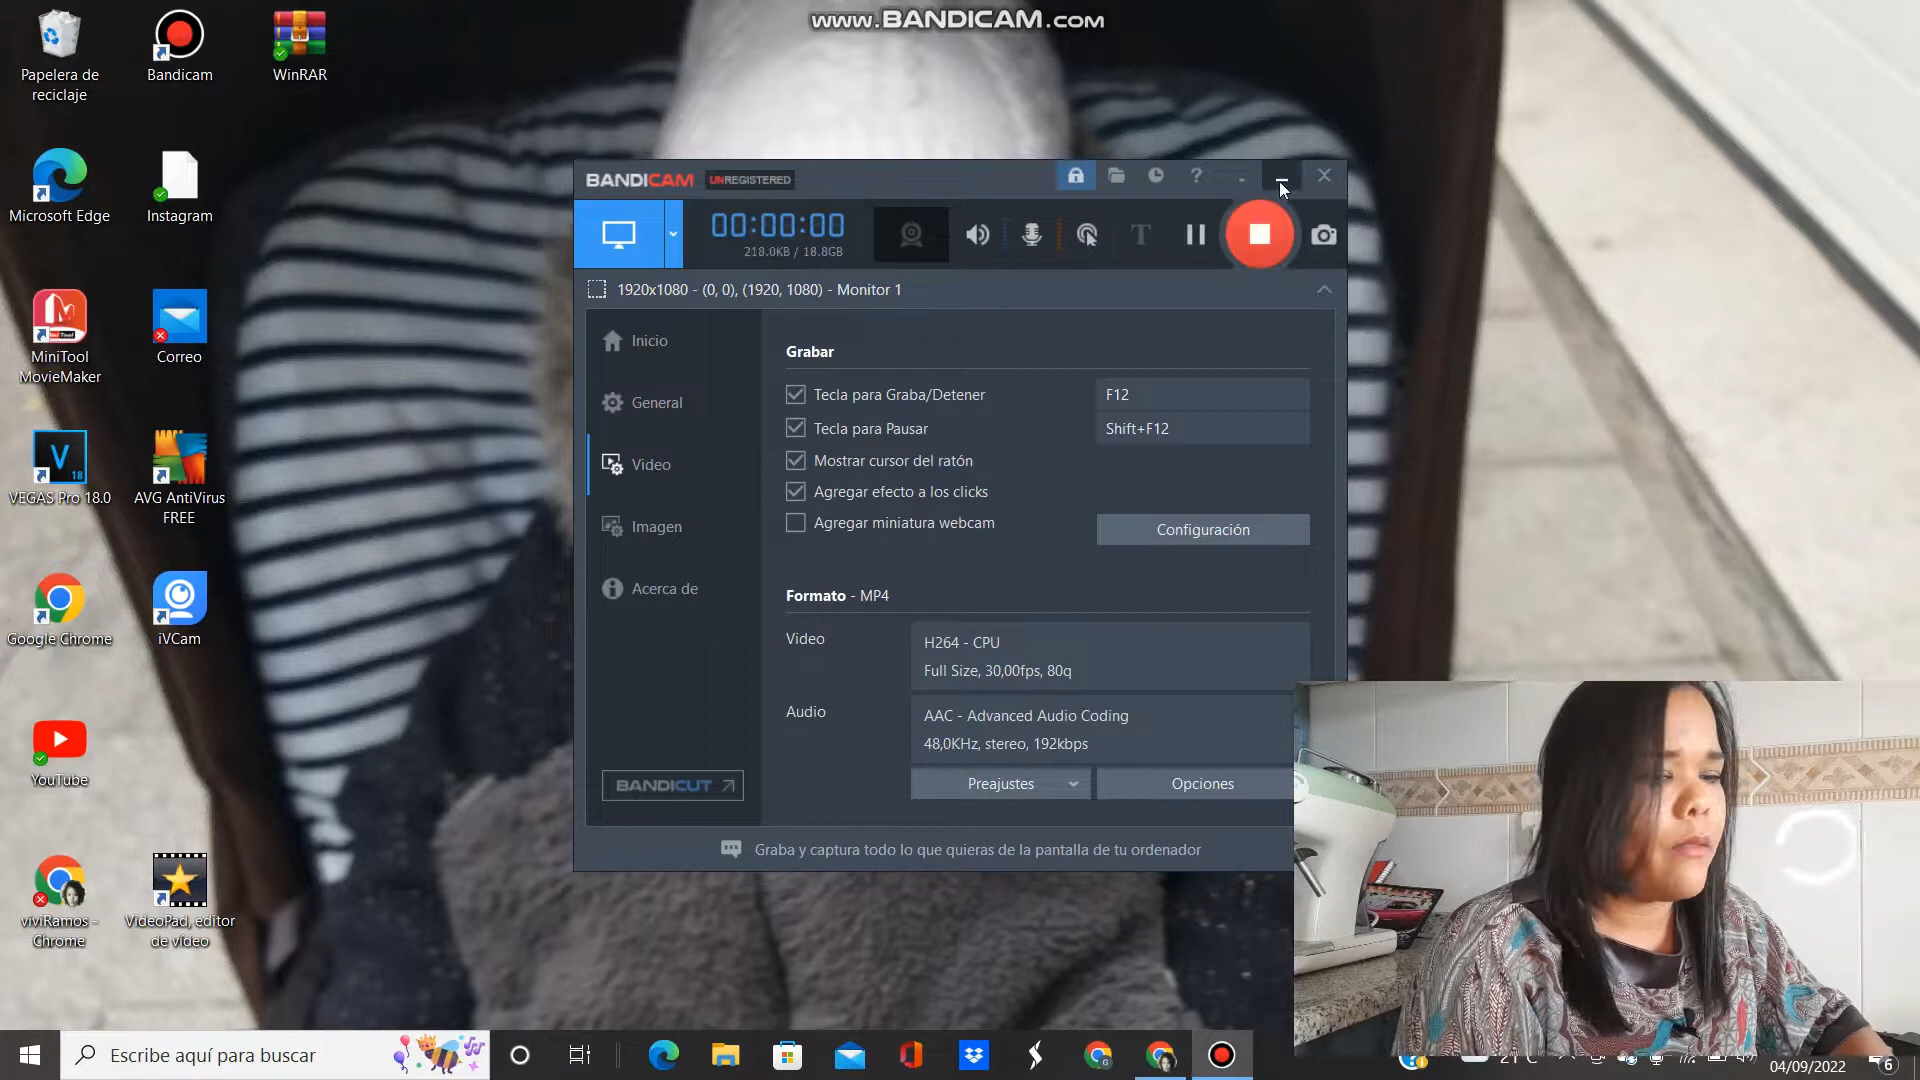 www.BANDICAM.com
Papelera de
reciclaje
Bandicam
WinRAR
Microsoft Edge
Instagram
MiniTool
MovieMaker
Correo
VEGAS Pro 18.0
AVG AntiVirus
FREE
Google Chrome
iVCam
YouTube
viviRamos -
Chrome
VideoPad, editor
de vídeo
BANDICAM UNREGISTERED
00:00:00
218.0KB / 18.8GB
1920x1080 - (0, 0), (1920, 1080) - Monitor 1
Inicio
General
Video
Imagen
Acerca de
BANDICUT
Grabar
Tecla para Graba/Detener F12
Tecla para Pausar Shift+F12
Mostrar cursor del ratón
Agregar efecto a los clicks
Agregar miniatura webcam
Configuración
Formato - MP4
Video
H264 - CPU
Full Size, 30,00fps, 80q
Audio
AAC - Advanced Audio Coding
48,0KHz, stereo, 192kbps
Preajustes
Opciones
Graba y captura todo lo que quieras de la pantalla de tu ordenador
Escribe aquí para buscar
04/09/2022
6